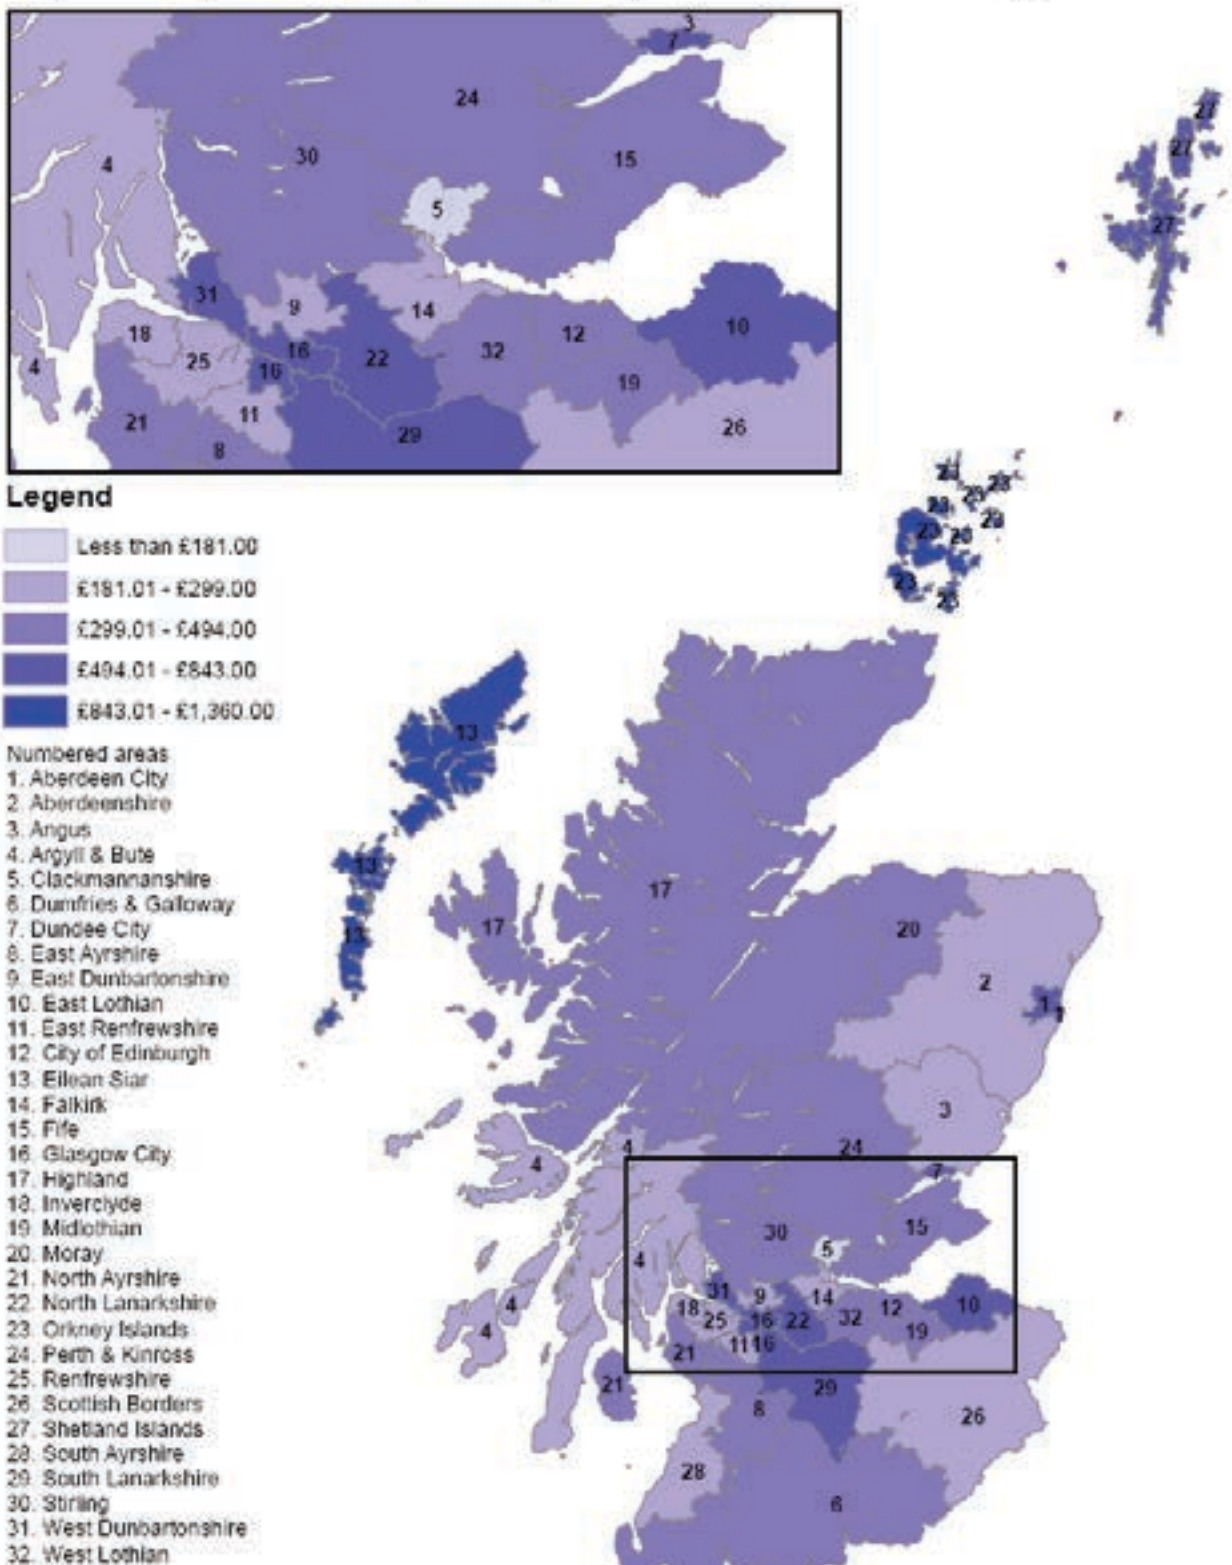 3
7
24
4
30
15
5
31
9
14
10
18
12
16
22
32
25
4
16
19
21
11
26
29
8
Legend
Less than £181.00
£181.01 - £299.00
£299.01 - £494.00
£494.01 - £843.00
£843.01 - £1,360.00
Numbered areas
1. Aberdeen City
2. Aberdeenshire
3. Angus
4. Argyll & Bute
5. Clackmannanshire
6. Dumfries & Galloway
7. Dundee City
8. East Ayrshire
9. East Dunbartonshire
10. East Lothian
11. East Renfrewshire
12. City of Edinburgh
13. Eilean Siar
14. Falkirk
15. Fife
16. Glasgow City
17. Highland
18. Inverclyde
19. Midlothian
20. Moray
21. North Ayrshire
22. North Lanarkshire
23. Orkney Islands
24. Perth & Kinross
25. Renfrewshire
26. Scottish Borders
27. Shetland Islands
28. South Ayrshire
29. South Lanarkshire
30. Stirling
31. West Dunbartonshire
32. West Lothian
27
27
27
23
23
23
23
23
23
23
23
23
13
13
13
17
17
20
2
1
1
3
24
4
4
7
15
30
5
4
31
9
14
10
18
12
4
25
16
22
32
19
4
11
16
21
21
29
8
26
28
6